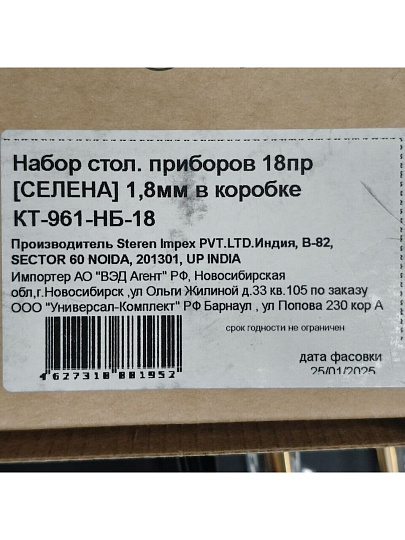 Набор стол. приборов 18пр
[СЕЛЕНА] 1,8мм в коробке
КТ-961-НБ-18
Производитель Steren Impex PVT.LTD.Индия, B-82,
SECTOR 60 NOIDA, 201301, UP INDIA
Импортер АО "ВЭД Агент" РФ, Новосибирская
обл,г.Новосибирск ,ул Ольги Жилиной д.33 кв.105 по заказу
ООО "Универсал-Комплект" РФ Барнаул , ул Попова 230 кор А
срок годности не ограничен
4 627318 881952
дата фасовки
25/01/2025